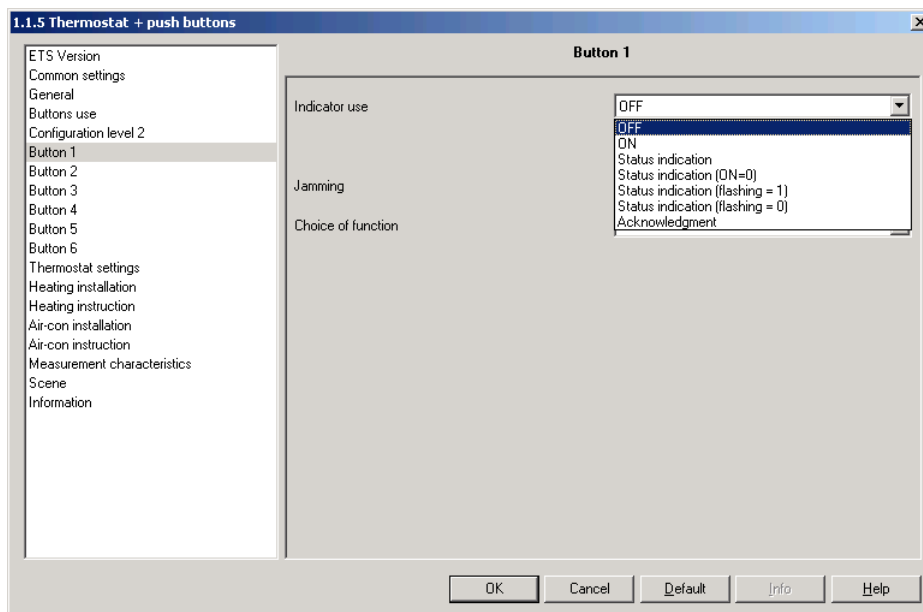 1.1.5 Thermostat + push buttons
ETS Version
Common settings
General
Buttons use
Configuration level 2
Button 1
Button 2
Button 3
Button 4
Button 5
Button 6
Thermostat settings
Heating installation
Heating instruction
Air-con installation
Air-con instruction
Measurement characteristics
Scene
Information
Button 1
Indicator use
OFF
OFF
ON
Status indication
Status indication (ON=0)
Status indication (flashing = 1)
Status indication (flashing = 0)
Acknowledgment
Jamming
Choice of function
OK
Cancel
Default
Info
Help